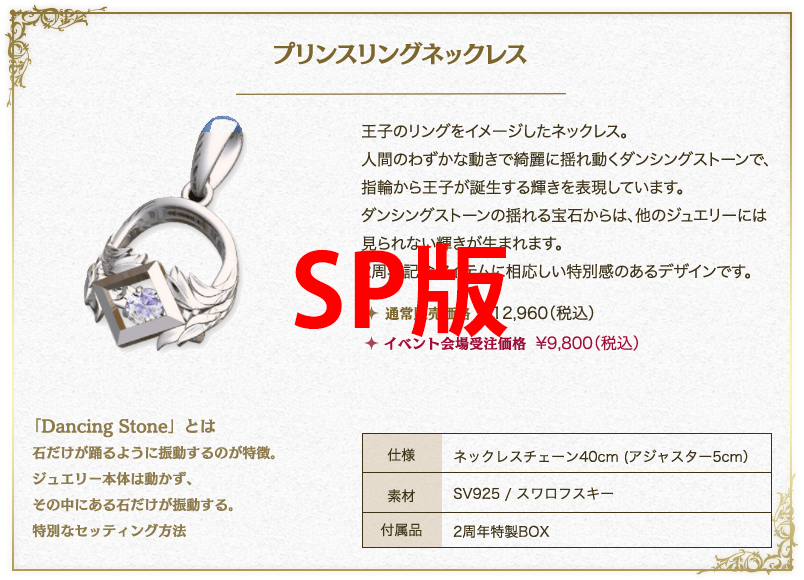 プリンスリングネックレス
王子のリングをイメージしたネックレス。
人間のわずかな動きで綺麗に揺れ動くダンシングストーンで、
指輪から王子が誕生する輝きを表現しています。
ダンシングストーンの揺れる宝石からは、他のジュエリーには
見られない輝きが生まれます。
2周年記 に相応しい特別感のあるデザインです。
SP版
通常販売価格 12,960（税込）
イベント会場受注価格 ¥9,800（税込）
「Dancing Stone」とは
石だけが踊るように振動するのが特徴。
ジュエリー本体は動かず、
その中にある石だけが振動する。
特別なセッティング方法
仕様 ネックレスチェーン40cm (アジャスター5cm)
素材 SV925 / スワロフスキー
付属品 2周年特製BOX